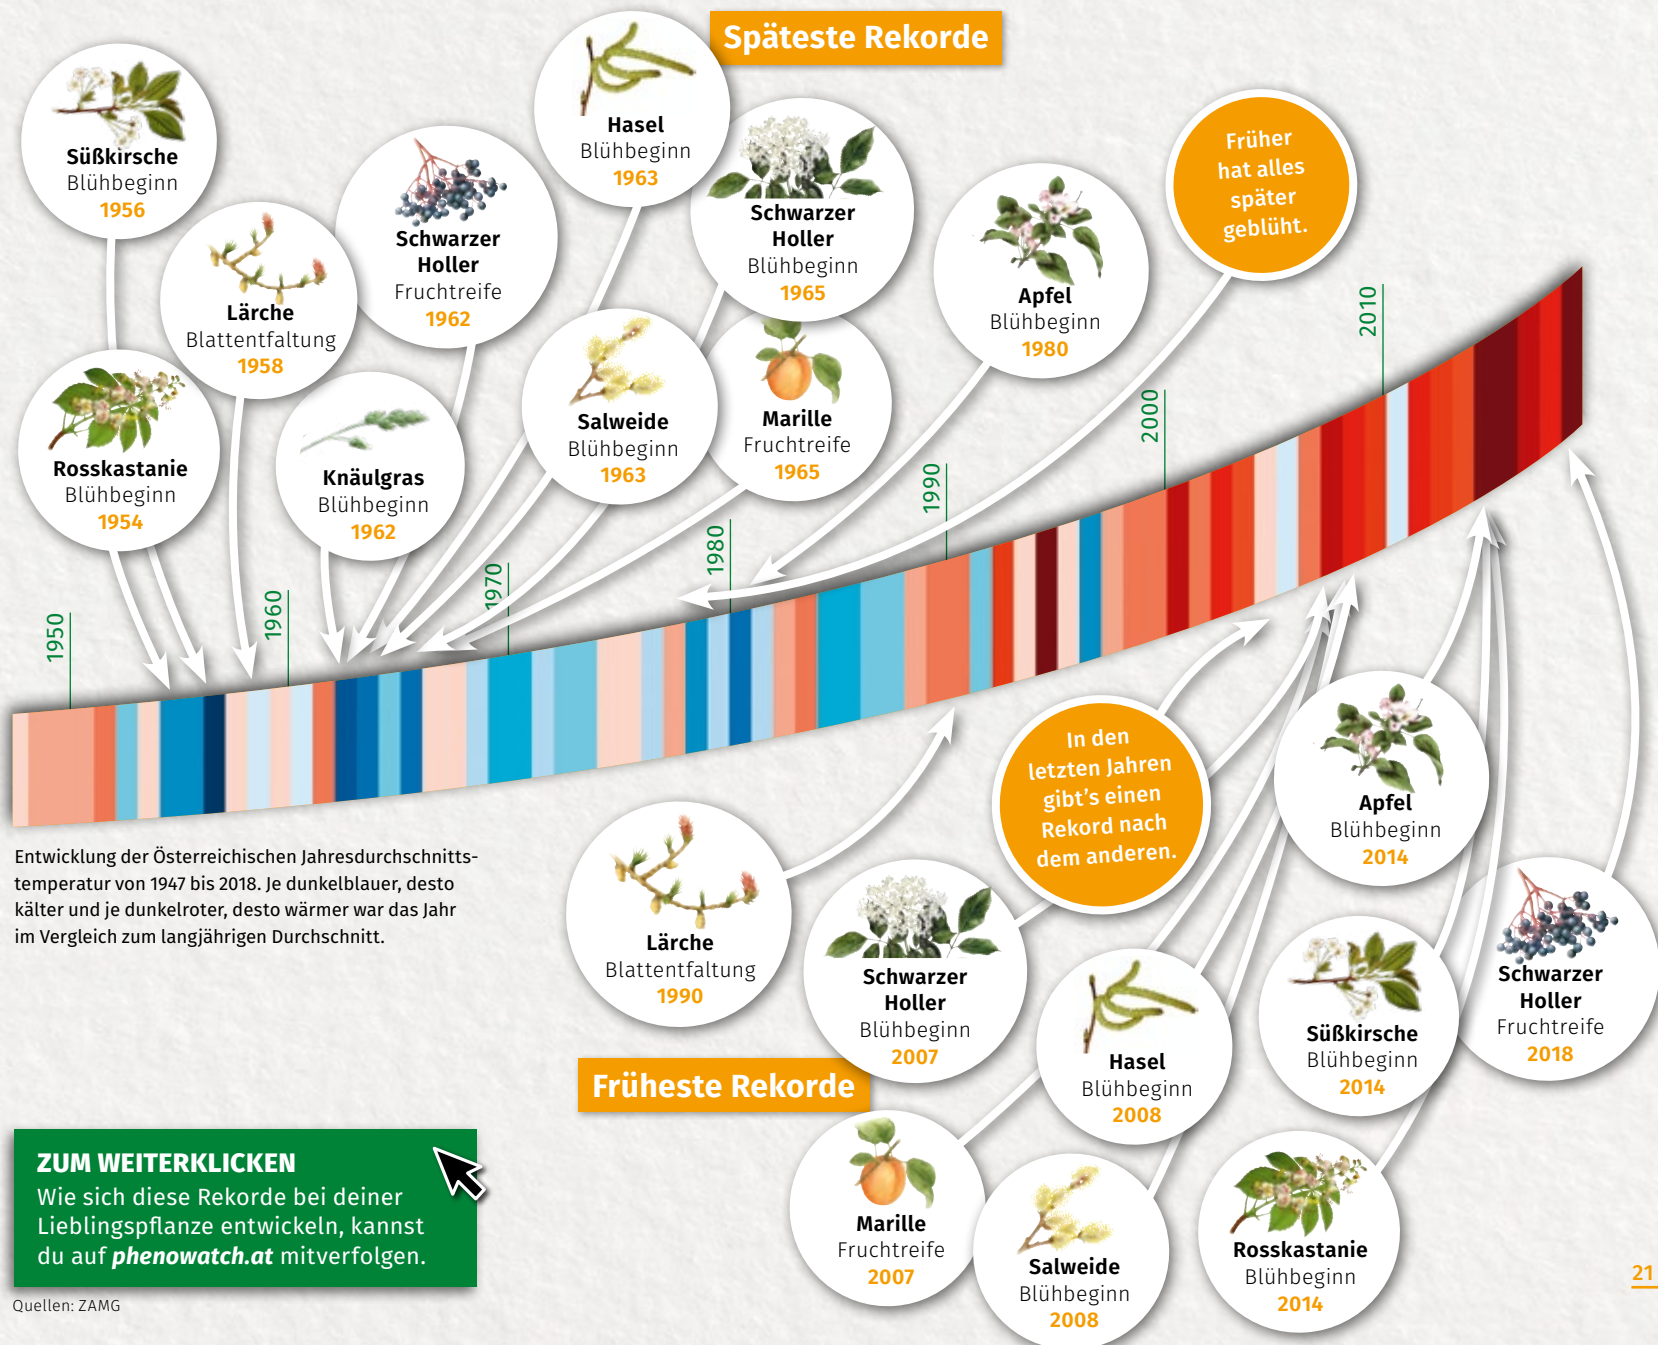 Späteste Rekorde
Süßkirsche
Blühbeginn
1956
Lärche
Blattentfaltung
1958
Schwarzer
Holler
Fruchtreife
1962
Hasel
Blühbeginn
1963
Schwarzer
Holler
Blühbeginn
1965
Apfel
Blühbeginn
1980
Früher
hat alles
später
geblüht.
Rosskastanie
Blühbeginn
1954
Knäulgras
Blühbeginn
1962
Salweide
Blühbeginn
1963
Marille
Fruchtreife
1965
1950
1960
1970
1980
1990
2000
2010
Entwicklung der Österreichischen Jahresdurchschnitts-
temperatur von 1947 bis 2018. Je dunkelblauer, desto
kälter und je dunkelroter, desto wärmer war das Jahr
im Vergleich zum langjährigen Durchschnitt.
In den
letzten Jahren
gibt's einen
Rekord nach
dem anderen.
Lärche
Blattentfaltung
1990
Schwarzer
Holler
Blühbeginn
2007
Hasel
Blühbeginn
2008
Apfel
Blühbeginn
2014
Süßkirsche
Blühbeginn
2014
Schwarzer
Holler
Fruchtreife
2018
Früheste Rekorde
Marille
Fruchtreife
2007
Salweide
Blühbeginn
2008
Rosskastanie
Blühbeginn
2014
ZUM WEITERKLICKEN
Wie sich diese Rekorde bei deiner
Lieblingspflanze entwickeln, kannst
du auf phenowatch.at mitverfolgen.
Quellen: ZAMG
21